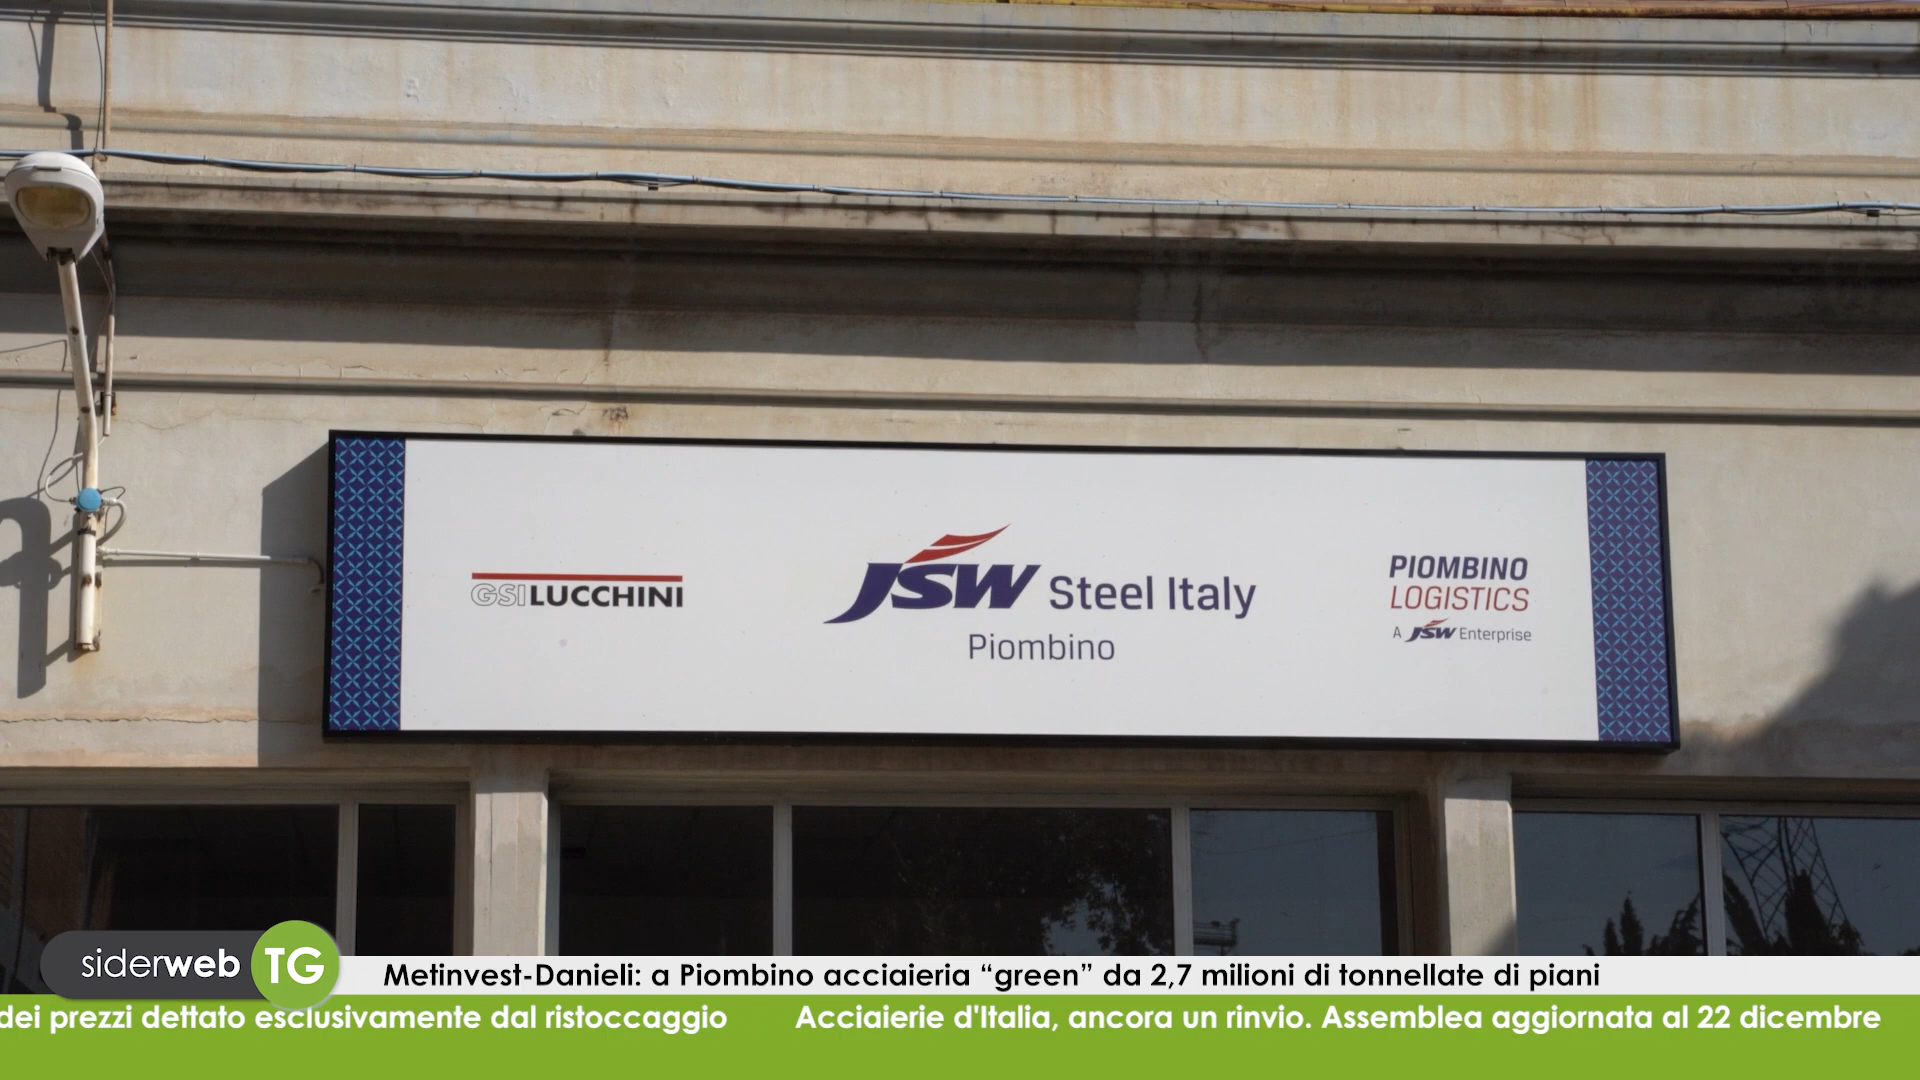 GSI LUCCHINI
JSW Steel Italy
Piombino
PIOMBINO
LOGISTICS
A JSW Enterprise
siderweb TG
Metinvest-Danieli: a Piombino acciaieria “green” da 2,7 milioni di tonnellate di piani
dei prezzi dettato esclusivamente dal ristoccaggio
Acciaierie d'Italia, ancora un rinvio. Assemblea aggiornata al 22 dicembre